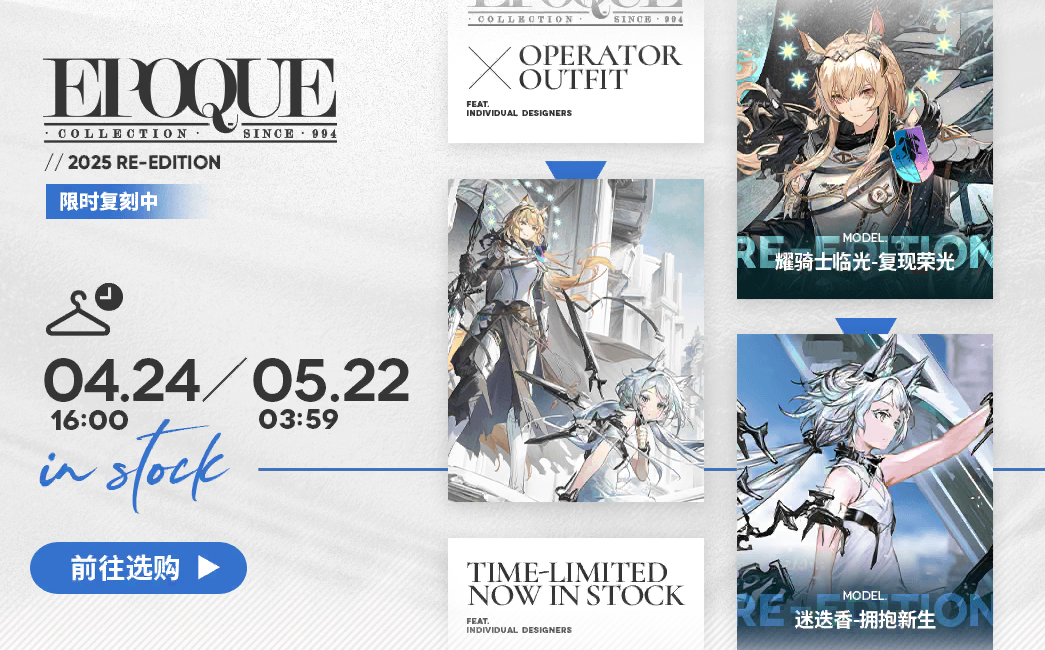 EPOQUE
· COLLECTION · SINCE · 994
// 2025 RE-EDITION
限时复刻中
04.24／05.22
16:00 03:59
in stock
前往选购
EPOQUE
· COLLECTION · SINCE · 994
OPERATOR
OUTFIT
FEAT.
INDIVIDUAL DESIGNERS
TIME-LIMITED
NOW IN STOCK
FEAT.
INDIVIDUAL DESIGNERS
RE-EDITION
MODEL.
耀骑士临光-复现荣光
RE-EDITION
MODEL.
迷迭香-拥抱新生